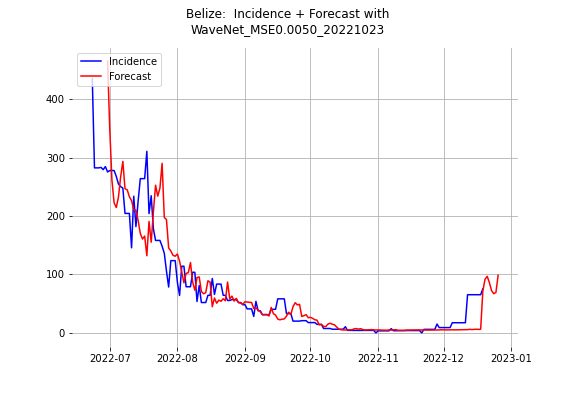 Belize:  Incidence + Forecast with
WaveNet_MSE0.0050_20221023
Incidence
Forecast
400
300
200
100
0
2022-07 2022-08 2022-09 2022-10 2022-11 2022-12 2023-01